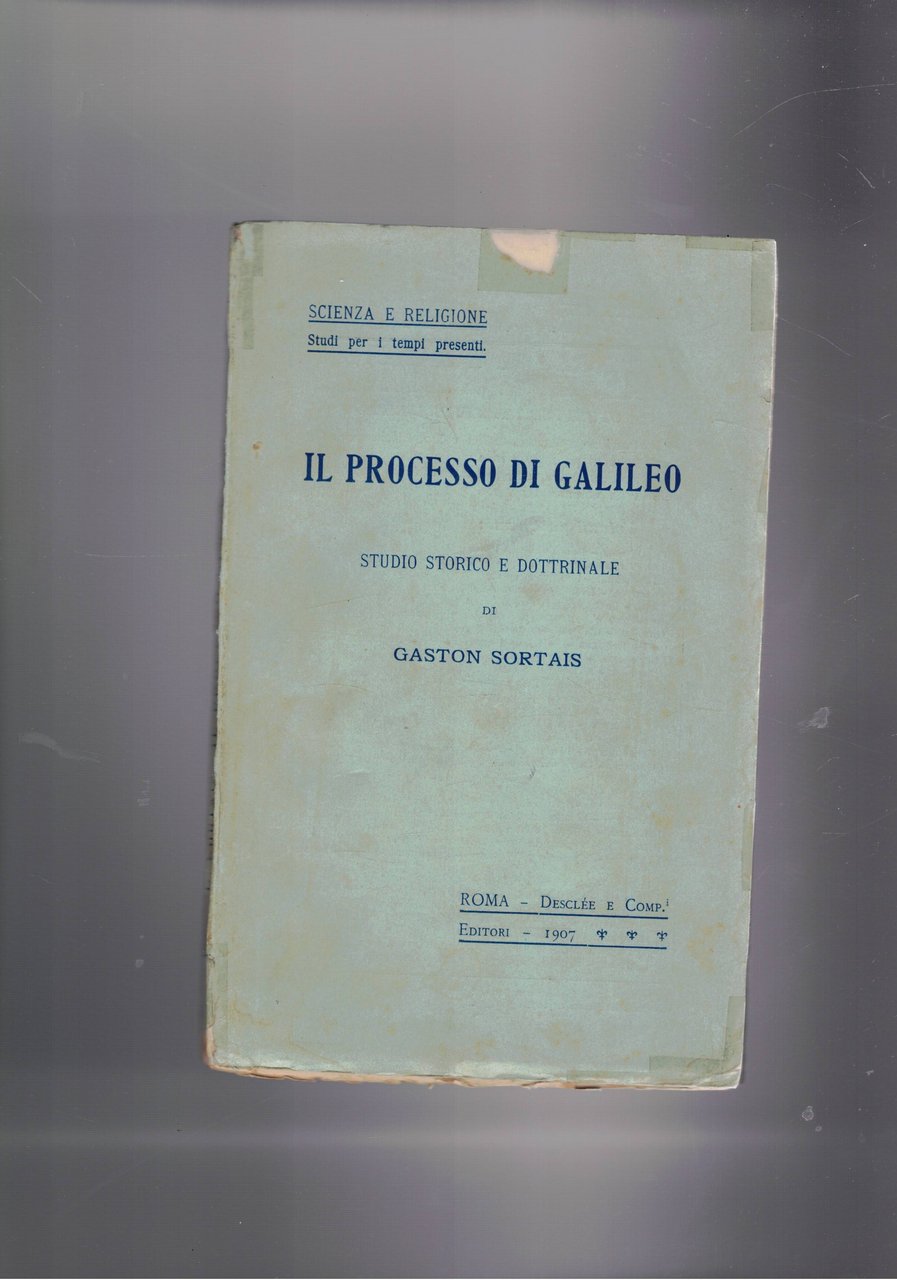 SCIENZA E RELIGIONE
Studi per i tempi presenti.
IL PROCESSO DI GALILEO
STUDIO STORICO E DOTTRINALE
DI
GASTON SORTAIS
ROMA – DESCLÉE E COMP.i
EDITORI – 1907